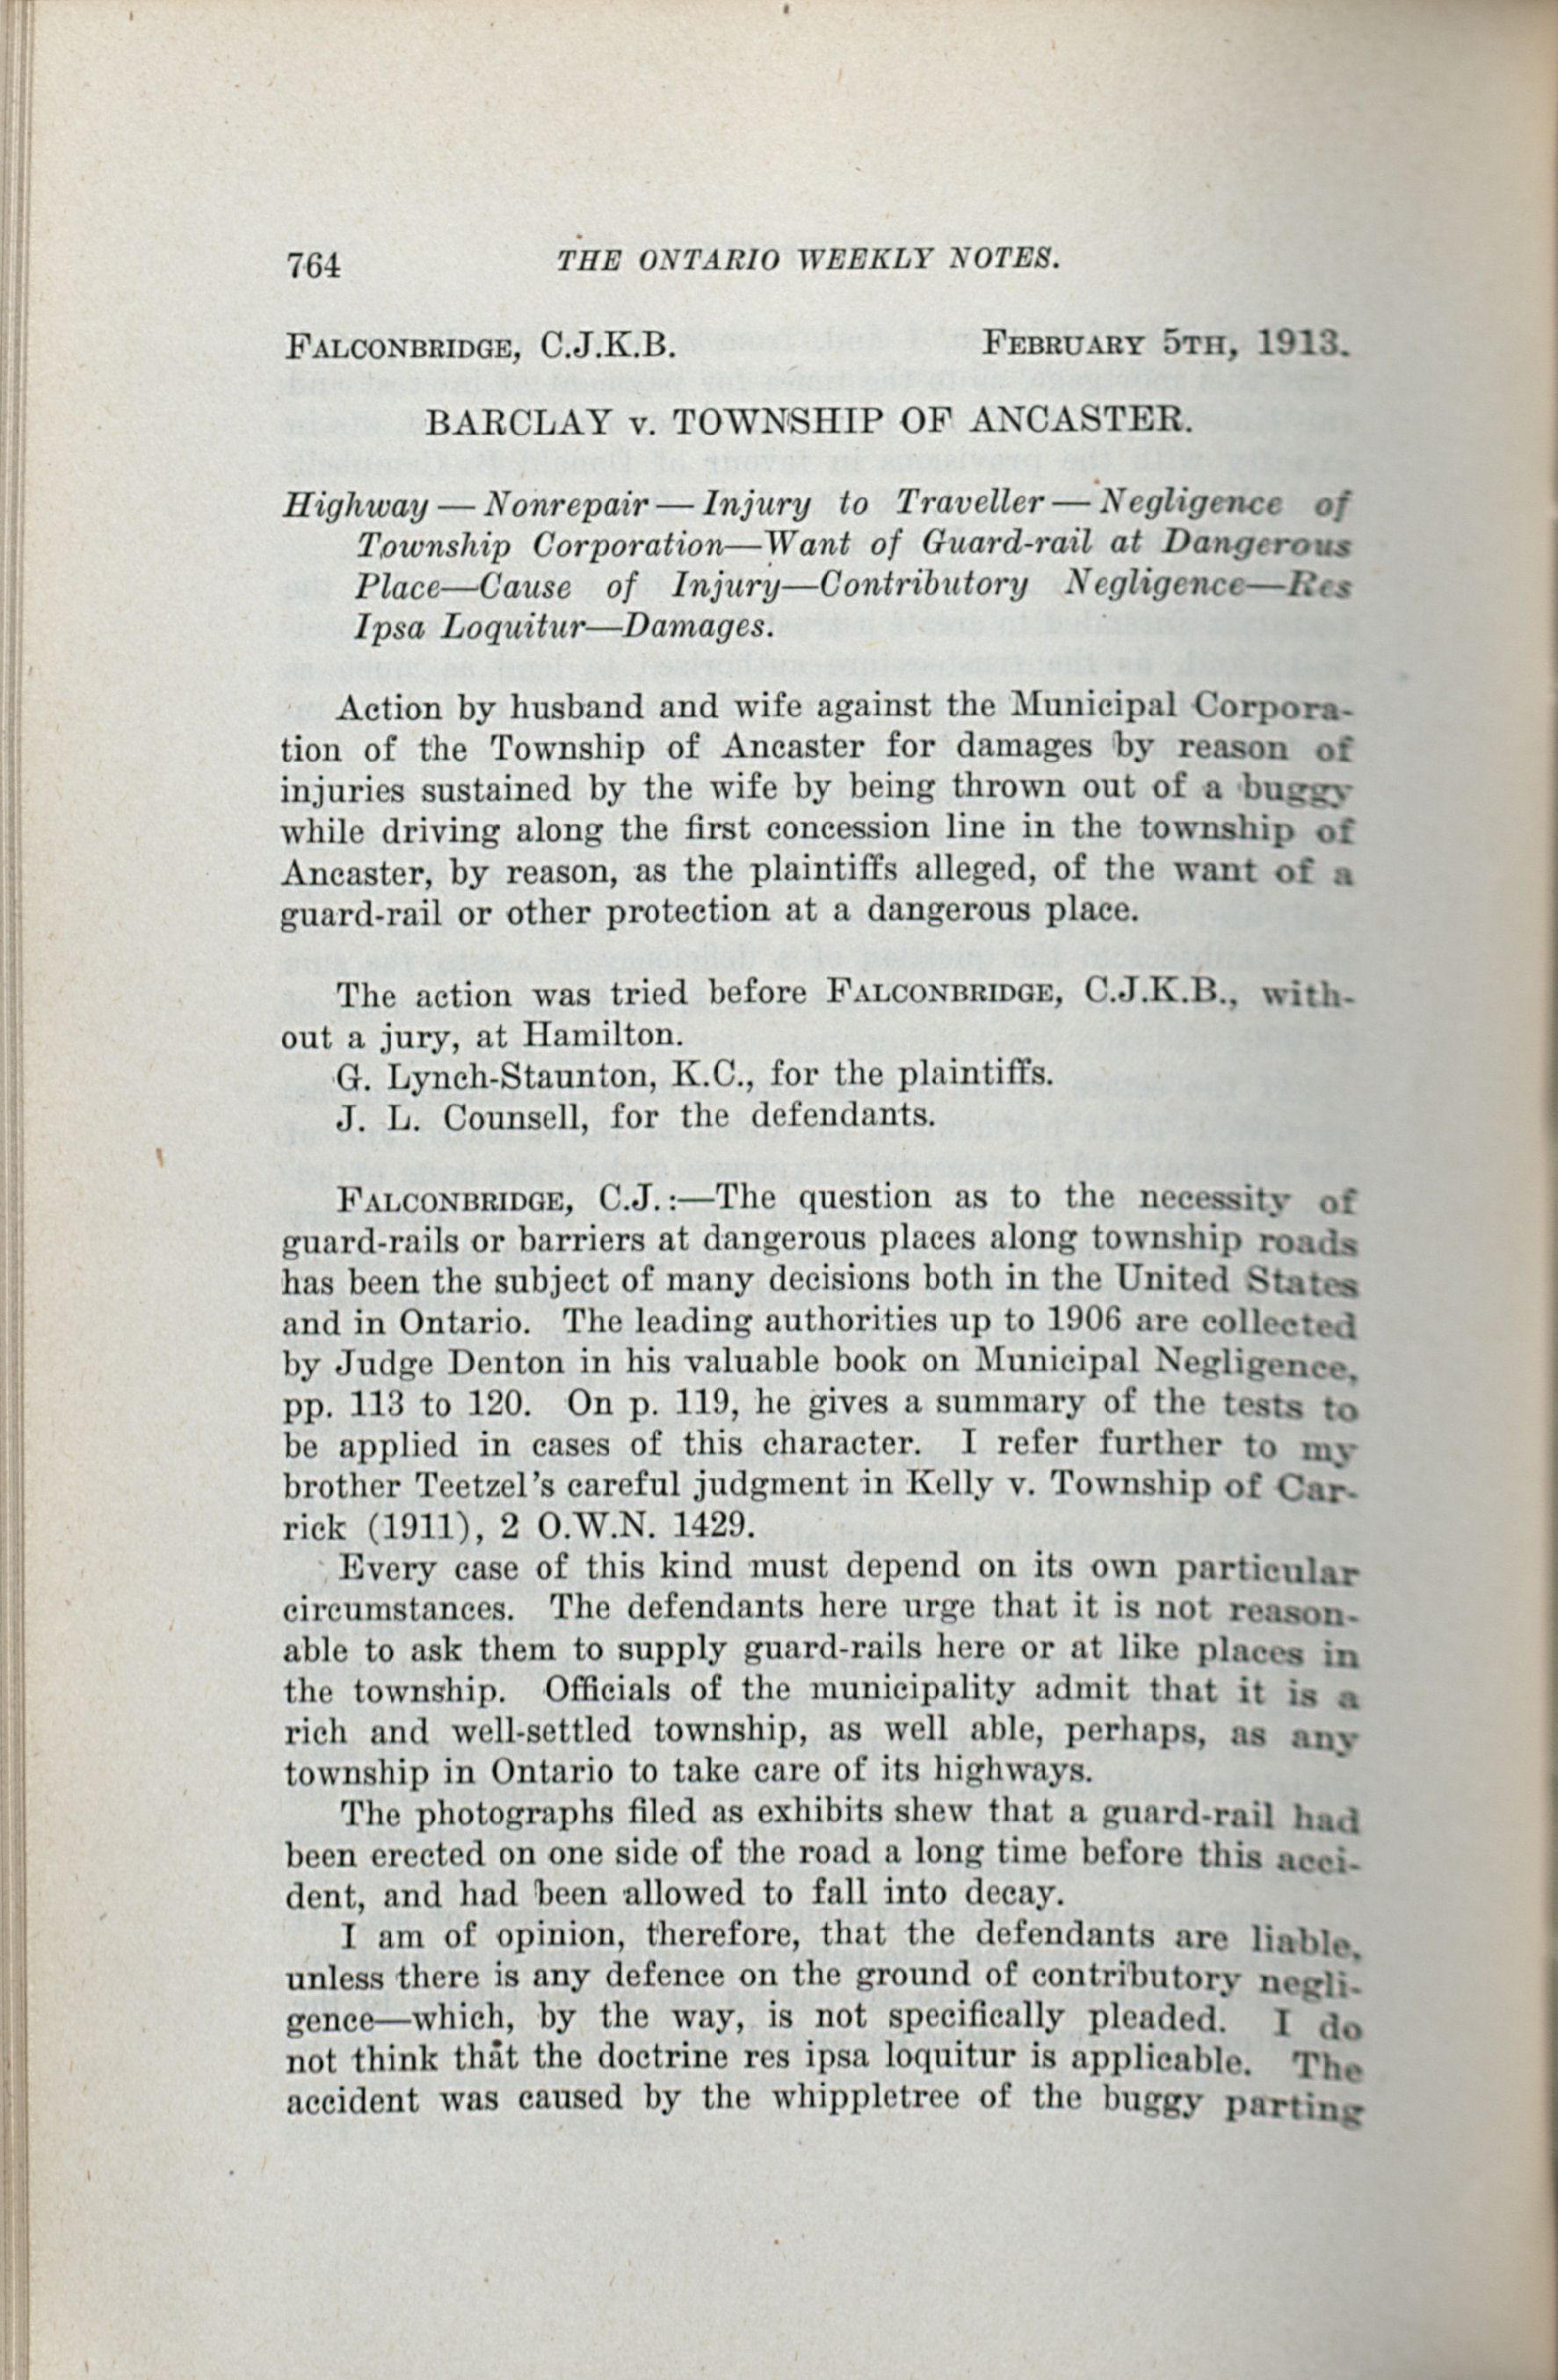 764 THE ONTARIO WEEKLY NOTES.
FALCONBRIDGE, C.J.K.B. FEBRUARY 5TH, 1913.
BARCLAY v. TOWNSHIP OF ANCASTER.
Highway — Nonrepair — Injury to Traveller — Negligence of
Township Corporation—Want of Guard-rail at Dangerous
Place—Cause of Injury—Contributory Negligence—Res
Ipsa Loquitur—Damages.
Action by husband and wife against the Municipal Corpora-
tion of the Township of Ancaster for damages by reason of
injuries sustained by the wife by being thrown out of a buggy
while driving along the first concession line in the township of
Ancaster, by reason, as the plaintiffs alleged, of the want of a
guard-rail or other protection at a dangerous place.
The action was tried before FALCONBRIDGE, C.J.K.B., with-
out a jury, at Hamilton.
G. Lynch-Staunton, K.C., for the plaintiffs.
J. L. Counsell, for the defendants.
FALCONBRIDGE, C.J.:—The question as to the necessity of
guard-rails or barriers at dangerous places along township roads
has been the subject of many decisions both in the United States
and in Ontario. The leading authorities up to 1906 are collected
by Judge Denton in his valuable book on Municipal Negligence,
pp. 113 to 120. On p. 119, he gives a summary of the tests to
be applied in cases of this character. I refer further to my
brother Teetzel's careful judgment in Kelly v. Township of Car-
rick (1911), 2 O.W.N. 1429.
Every case of this kind must depend on its own particular
circumstances. The defendants here urge that it is not reason-
able to ask them to supply guard-rails here or at like places in
the township. Officials of the municipality admit that it is a
rich and well-settled township, as well able, perhaps, as any
township in Ontario to take care of its highways.
The photographs filed as exhibits shew that a guard-rail had
been erected on one side of the road a long time before this acci-
dent, and had been allowed to fall into decay.
I am of opinion, therefore, that the defendants are liable,
unless there is any defence on the ground of contributory negli-
gence—which, by the way, is not specifically pleaded. I do
not think that the doctrine res ipsa loquitur is applicable. The
accident was caused by the whippletree of the buggy parting